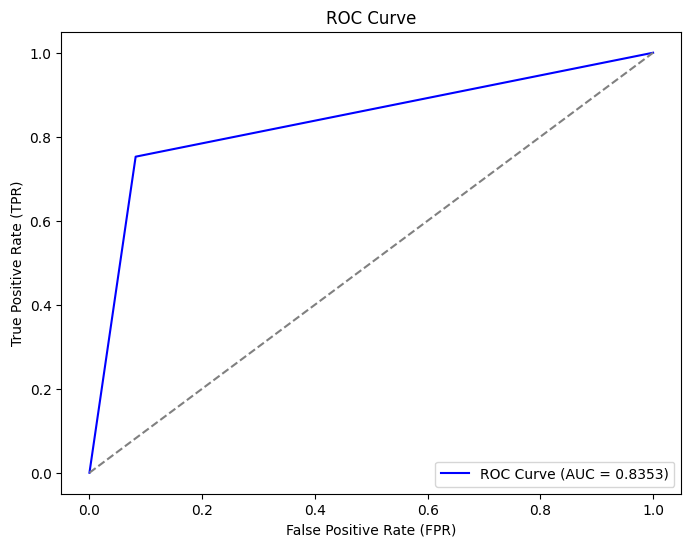 ROC Curve
True Positive Rate (TPR)
1.0
0.8
0.6
0.4
0.2
0.0
ROC Curve (AUC = 0.8353)
0.0 0.2 0.4 0.6 0.8 1.0
False Positive Rate (FPR)